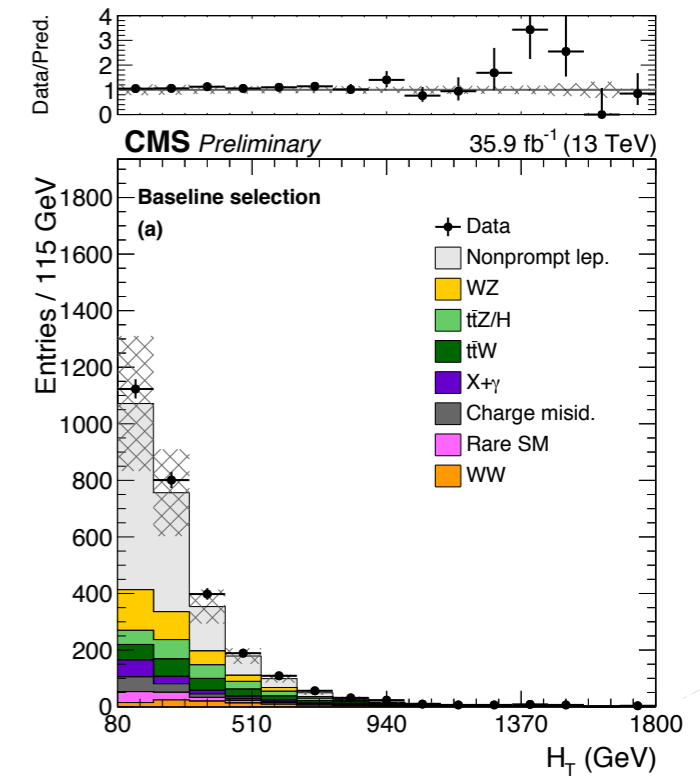 4
3
2
1
0
Data/Pred.
CMS Preliminary 35.9 fb⁻¹ (13 TeV)
Baseline selection
(a)
Data
Nonprompt lep.
WZ
tt̄Z/H
tt̄W
X+γ
Charge misid.
Rare SM
WW
Entries / 115 GeV
1800
1600
1400
1200
1000
800
600
400
200
0
80 510 940 1370 1800
H_T (GeV)